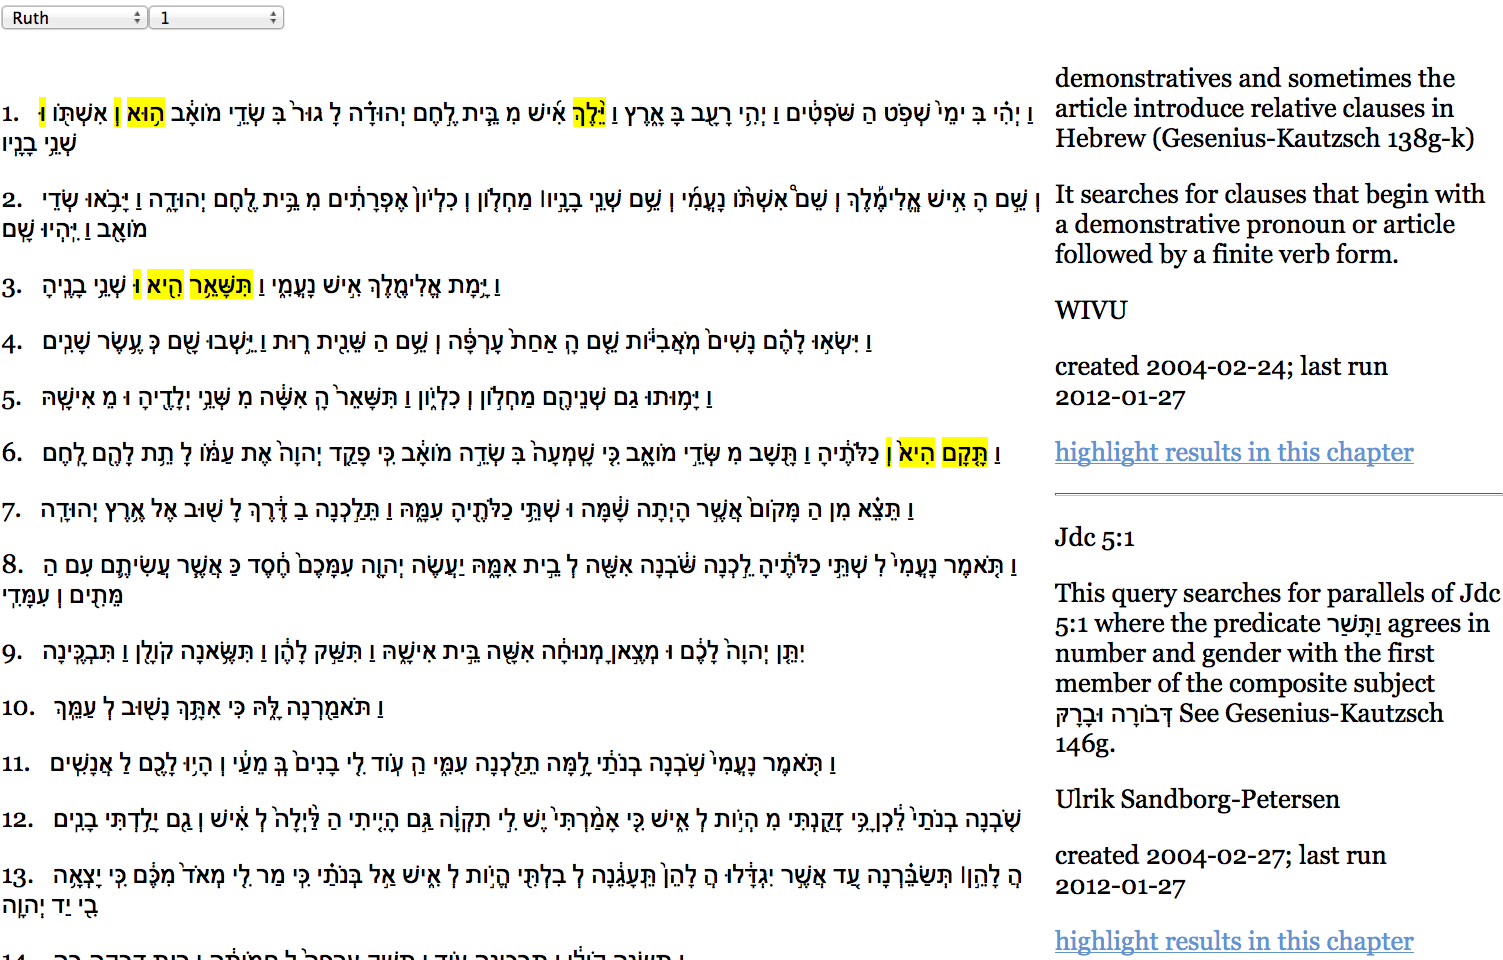 Ruth 1
1. וַ יְהִ֗י בִּ ימֵי֙ שְׁפֹ֣ט הַ שֹּׁפְטִ֔ים וַ יְהִ֥י רָעָ֖ב בָּ אָ֑רֶץ וַ יֵּ֨לֶךְ אִ֜ישׁ מִ בֵּ֧ית לֶ֣חֶם יְהוּדָ֗ה לָ גוּר֙ בִּ שְׂדֵ֣י מֹואָ֔ב ה֥וּא וְ אִשְׁתֹּ֖ו וּ
שְׁנֵ֥י בָנָֽיו
2. וְ שֵׁ֣ם הָ אִ֣ישׁ אֱ‍ֽלִימֶ֡לֶךְ וְ שֵׁם֩ אִשְׁתֹּ֨ו נָעֳמִ֜י וְ שֵׁ֥ם שְׁנֵֽי בָנָ֣יו׀ מַחְלֹ֤ון וְ כִלְיֹון֙ אֶפְרָתִ֔ים מִ בֵּ֥ית לֶ֖חֶם יְהוּדָ֑ה וַ יָּבֹ֥אוּ שְׂדֵי
מֹואָ֖ב וַ יִּֽהְיוּ שָֽׁם
3. וַ יָּ֥מָת אֱלִימֶ֖לֶךְ אִ֣ישׁ נָעֳמִ֑י וַ תִּשָּׁאֵ֥ר הִ֖יא וּ שְׁנֵ֥י בָנֶֽיהָ
4. וַ יִּשְׂא֣וּ לָהֶ֗ם נָשִׁים֙ מֹֽאֲבִיֹּ֔ות שֵׁ֤ם הָֽ אַחַת֙ עָרְפָּ֔ה וְ שֵׁ֥ם הַ שֵּׁנִ֖ית ר֑וּת וַ יֵּ֥שְׁבוּ שָׁ֖ם כְּ עֶ֥שֶׂר שָׁנִֽים
5. וַ יָּמ֥וּתוּ גַם שְׁנֵיהֶ֖ם מַחְלֹ֣ון וְ כִלְיֹ֑ון וַ תִּשָּׁאֵר֙ הָֽ אִשָּׁ֔ה מִ שְּׁנֵ֥י יְלָדֶ֖יהָ וּ מֵ אִישָֽׁהּ
6. וַ תָּ֤קָם הִיא֙ וְ כַלֹּתֶ֔יהָ וַ תָּ֖שָׁב מִ שְּׂדֵ֣י מֹואָ֑ב כִּ֤י שָֽׁמְעָה֙ בִּ שְׂדֵ֣ה מֹואָ֔ב כִּֽי פָקַ֤ד יְהוָה֙ אֶת עַמֹּ֔ו לָ תֵ֥ת לָהֶ֖ם לָֽחֶם
7. וַ תֵּצֵ֗א מִן הַ מָּקֹום֙ אֲשֶׁ֣ר הָיְתָה שָׁ֔מָּה וּ שְׁתֵּ֥י כַלֹּתֶ֖יהָ עִמָּ֑הּ וַ תֵּלַ֣כְנָה בַ דֶּ֔רֶךְ לָ שׁ֖וּב אֶל אֶ֥רֶץ יְהוּדָֽה
8. וַ תֹּ֤אמֶר נָעֳמִי֙ לִ שְׁתֵּ֣י כַלֹּתֶ֔יהָ לֵ֣כְנָה שֹּׁ֔בְנָה אִשָּׁ֖ה לְ בֵ֣ית אִמָּ֑הּ יַעֲשֶׂ֨ה יְהוָ֤ה עִמָּכֶם֙ חֶ֔סֶד כַּ אֲשֶׁ֧ר עֲשִׂיתֶ֛ם עִם הַ
מֵּתִ֖ים וְ עִמָּדִֽי
9. יִתֵּ֤ן יְהוָה֙ לָכֶ֔ם וּ מְצֶ֣אןָ מְנוּחָ֔ה אִשָּׁ֖ה בֵּ֣ית אִישָׁ֑הּ וַ תִּשַּׁ֣ק לָהֶ֔ן וַ תִּשֶּׂ֥אנָה קֹולָ֖ן וַ תִּבְכֶּֽינָה
10. וַ תֹּאמַ֖רְנָה לָּ֑הּ כִּי אִתָּ֥ךְ נָשׁ֖וּב לְ עַמֵּֽךְ
11. וַ תֹּ֤אמֶר נָעֳמִי֙ שֹׁ֣בְנָה בְנֹתַ֔י לָ֥מָּה תֵלַ֖כְנָה עִמִּ֑י הַֽ עֹֽוד לִ֤י בָנִים֙ בְּֽ מֵעַ֔י וְ הָי֥וּ לָכֶ֖ם לַ אֲנָשִֽׁים
12. שֹׁ֤בְנָה בְנֹתַי֙ לֵ֔כְןָ כִּ֥י זָקַ֖נְתִּי מִ הְיֹ֣ות לְ אִ֑ישׁ כִּ֤י אָמַ֙רְתִּי֙ יֶשׁ לִ֣י תִקְוָ֔ה גַּ֣ם הָיִ֤יתִי הַ לַּ֙יְלָה֙ לְ אִ֔ישׁ וְ גַ֖ם יָלַ֥דְתִּי בָנִֽים
13. הֲ לָהֵ֣ן׀ תְּשַׂבֵּ֗רְנָה עַ֚ד אֲשֶׁ֣ר יִגְדָּ֔לוּ הֲ לָהֵן֙ תֵּֽעָגֵ֔נָה לְ בִלְתִּ֖י הֱיֹ֣ות לְ אִ֑ישׁ אַ֣ל בְּנֹתַ֗י כִּֽי מַר לִ֤י מְאֹד֙ מִכֶּ֔ם כִּֽי יָצְאָ֥ה
בִ֖י יַד יְהוָֽה
demonstratives and sometimes the
article introduce relative clauses in
Hebrew (Gesenius-Kautzsch 138g-k)
It searches for clauses that begin with
a demonstrative pronoun or article
followed by a finite verb form.
WIVU
created 2004-02-24; last run
2012-01-27
highlight results in this chapter
Jdc 5:1
This query searches for parallels of Jdc
5:1 where the predicate וַתָּשַׁר agrees in
number and gender with the first
member of the composite subject
דְּבֹורָה וּבָרָק See Gesenius-Kautzsch
146g.
Ulrik Sandborg-Petersen
created 2004-02-27; last run
2012-01-27
highlight results in this chapter